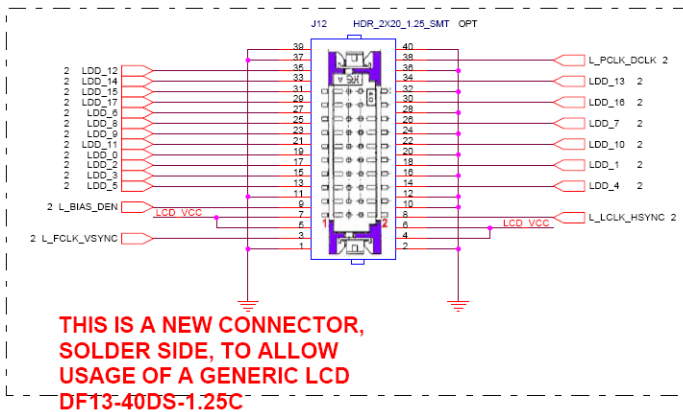 J12 HDR_2X20_1.25_SMT OPT
39 40
37 38 L_PCLK_DCLK 2
2 LDD_12 35 36
2 LDD_14 33 34 LDD_13 2
2 LDD_15 31 32
2 LDD_17 29 30 LDD_16 2
2 LDD_6 27 28
2 LDD_8 25 26 LDD_7 2
2 LDD_9 23 24
2 LDD_11 21 22 LDD_10 2
2 LDD_0 19 20
2 LDD_2 17 18 LDD_1 2
2 LDD_3 15 16
2 LDD_5 13 14 LDD_4 2
11 12
2 L_BIAS_DEN 9 10
LCD_VCC 7 1 2 8 L_LCLK_HSYNC 2
5 6 LCD_VCC
2 L_FCLK_VSYNC 3 4
1 2
THIS IS A NEW CONNECTOR,
SOLDER SIDE, TO ALLOW
USAGE OF A GENERIC LCD
DF13-40DS-1.25C